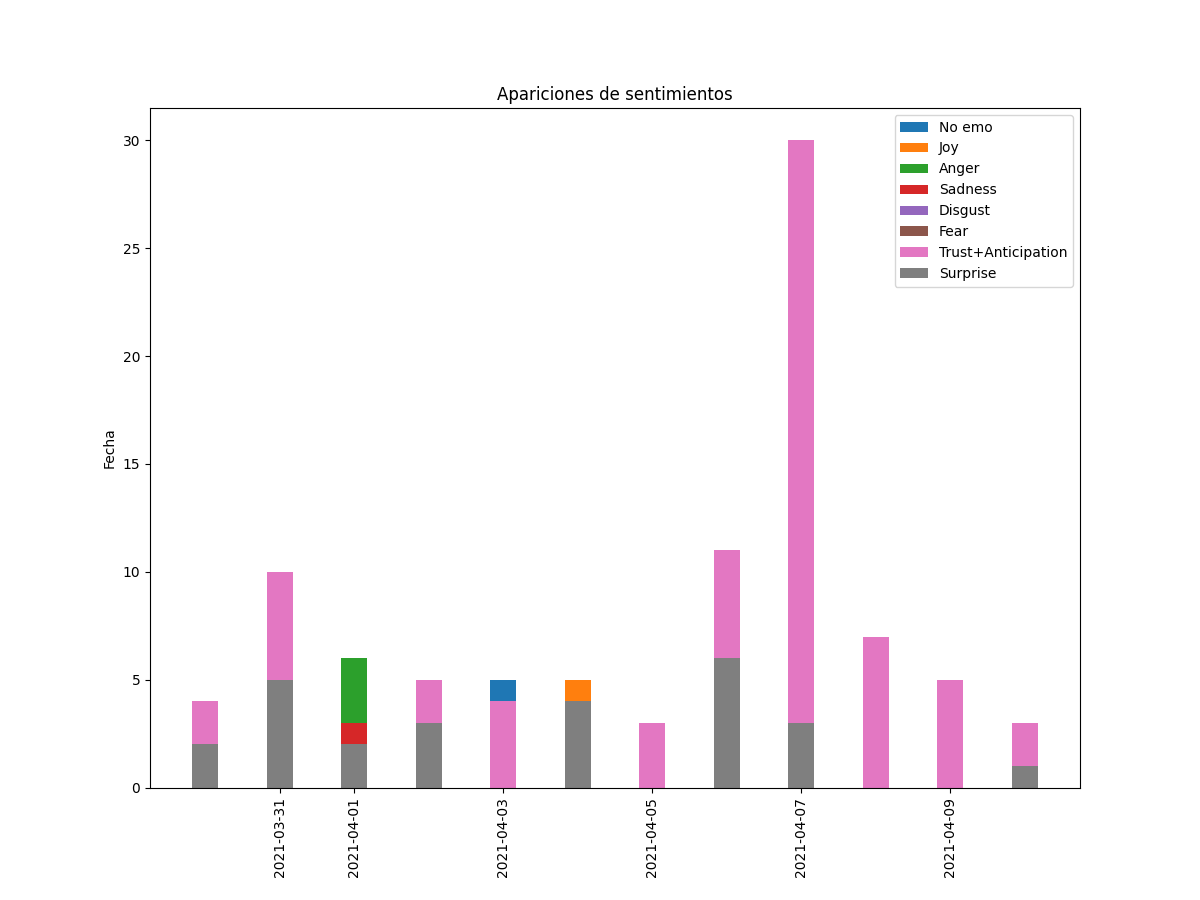 Apariciones de sentimientos
No emo
Joy
Anger
Sadness
Disgust
Fear
Trust+Anticipation
Surprise
Fecha
30
25
20
15
10
5
0
2021-03-31
2021-04-01
2021-04-03
2021-04-05
2021-04-07
2021-04-09